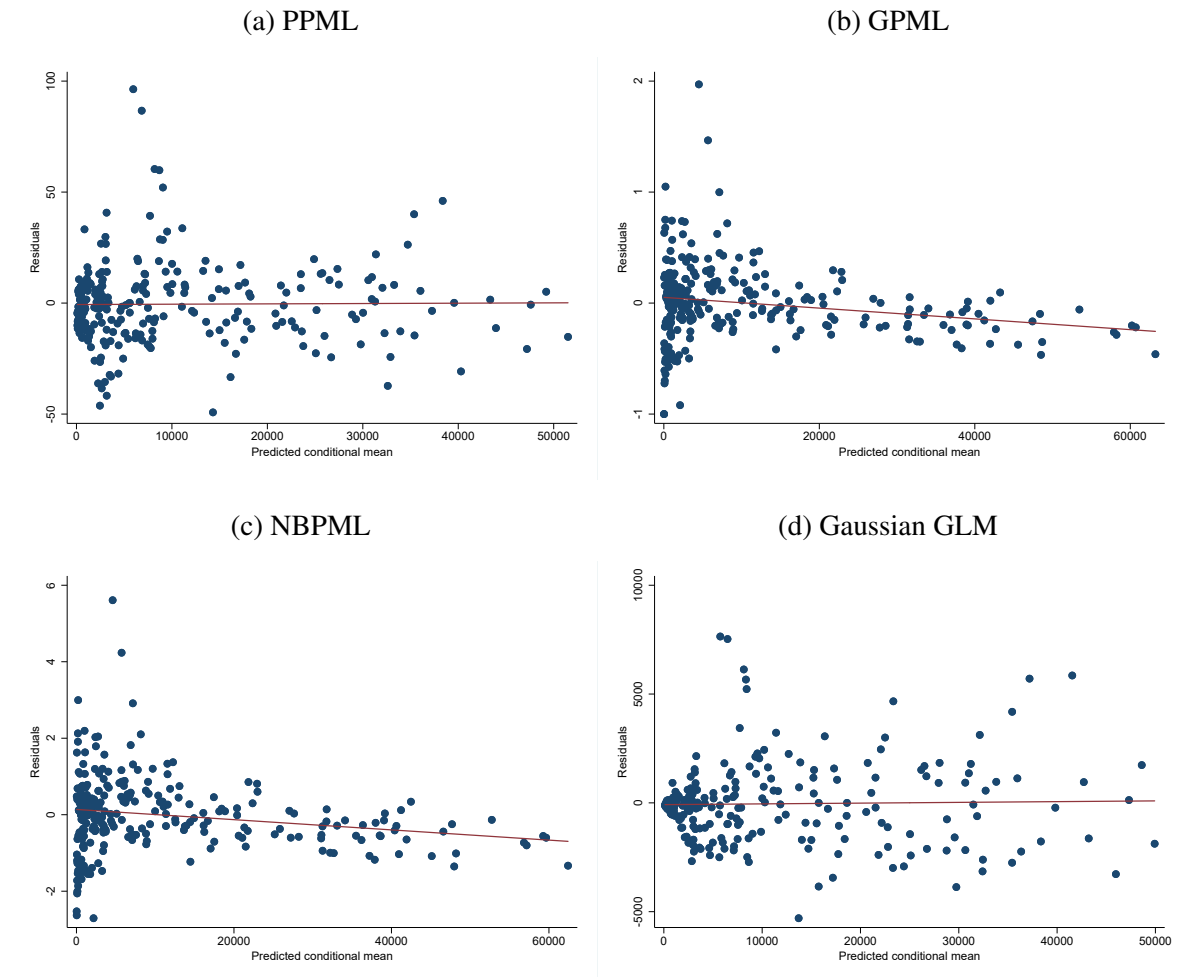 (a) PPML
(b) GPML
100
50
0
-50
Residuals
0 10000 20000 30000 40000 50000
Predicted conditional mean
2
1
0
-1
Residuals
0 20000 40000 60000
Predicted conditional mean
(c) NBPML
(d) Gaussian GLM
6
4
2
0
-2
Residuals
0 20000 40000 60000
Predicted conditional mean
10000
5000
0
-5000
Residuals
0 10000 20000 30000 40000 50000
Predicted conditional mean